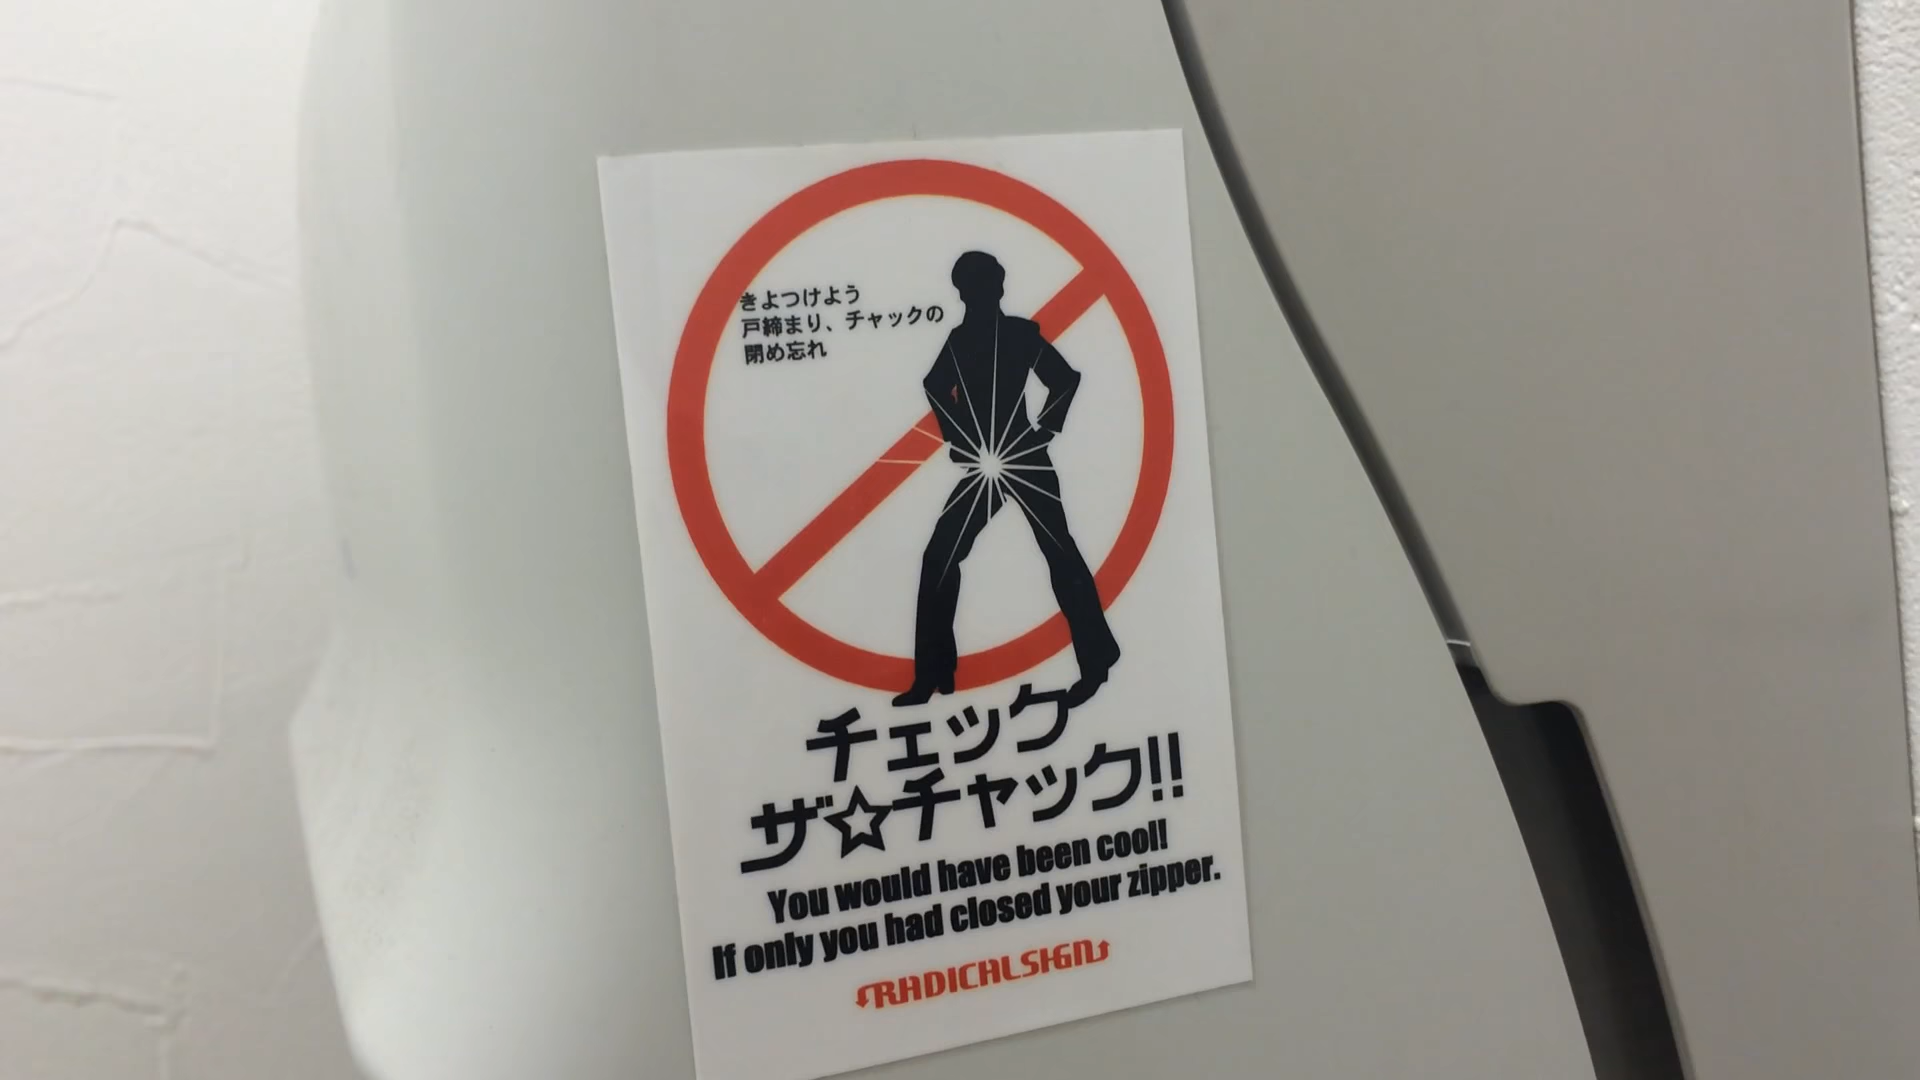 きよつけよう
戸締まり、チャックの
閉め忘れ
チェック
ザ☆チャック!!
You would have been cool!
If only you had closed your zipper.
RADICALSIGN